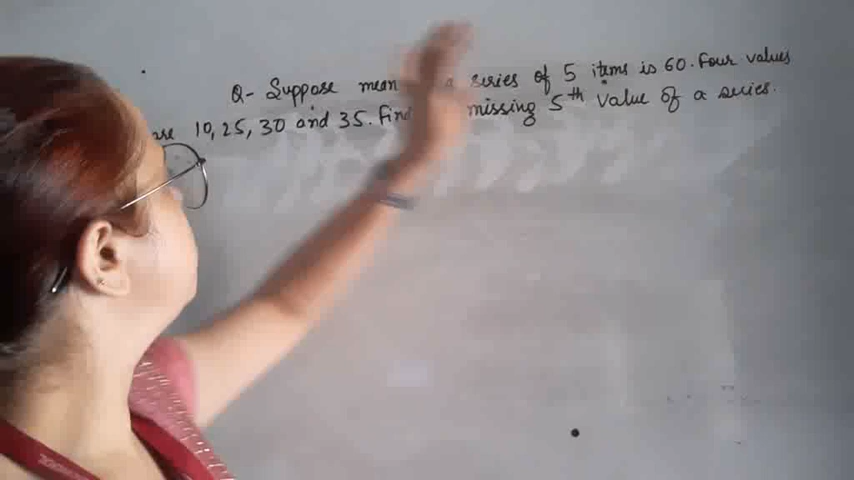 Q- Suppose mean a series of 5 items is 60. Four values
10, 25, 30 and 35. Find missing 5th value of a series.